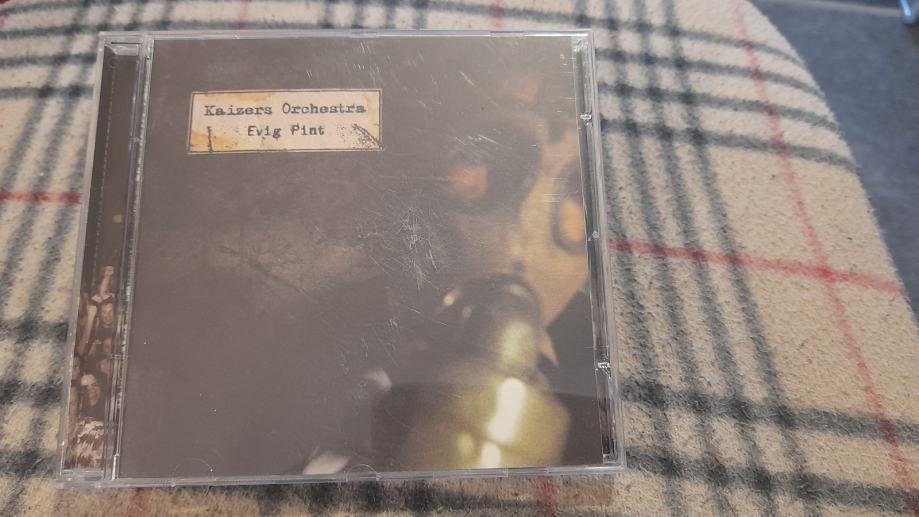 Kaizers Orchestra
Evig Pint